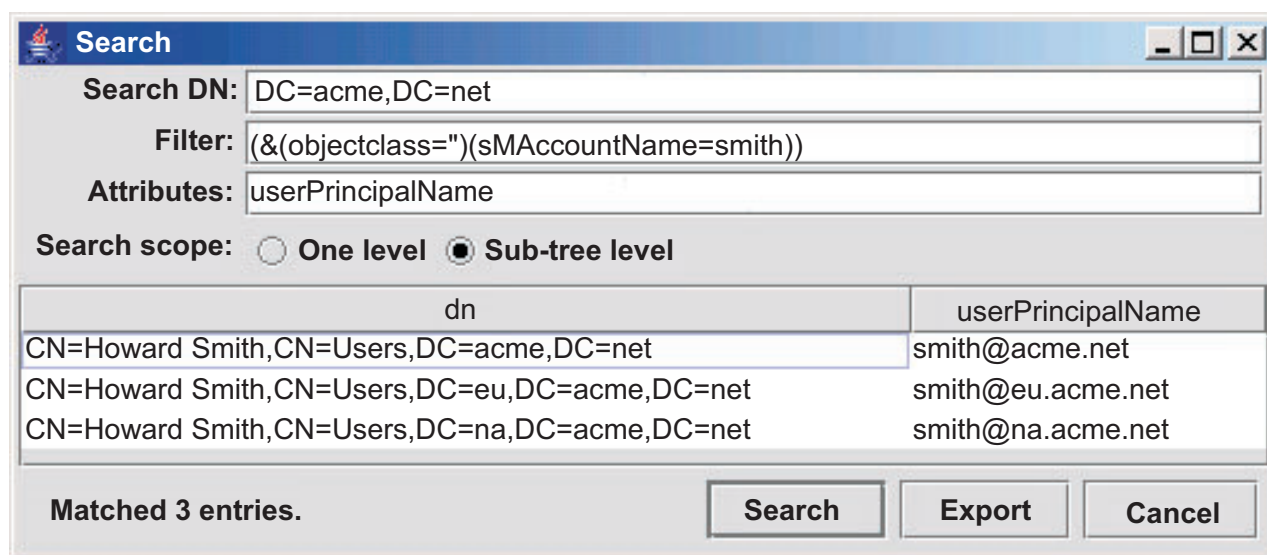 Search
Search DN: DC=acme,DC=net
Filter: (&(objectclass=")(sMAccountName=smith))
Attributes: userPrincipalName
Search scope: One level Sub-tree level
dn userPrincipalName
CN=Howard Smith,CN=Users,DC=acme,DC=net smith@acme.net
CN=Howard Smith,CN=Users,DC=eu,DC=acme,DC=net smith@eu.acme.net
CN=Howard Smith,CN=Users,DC=na,DC=acme,DC=net smith@na.acme.net
Matched 3 entries. Search Export Cancel